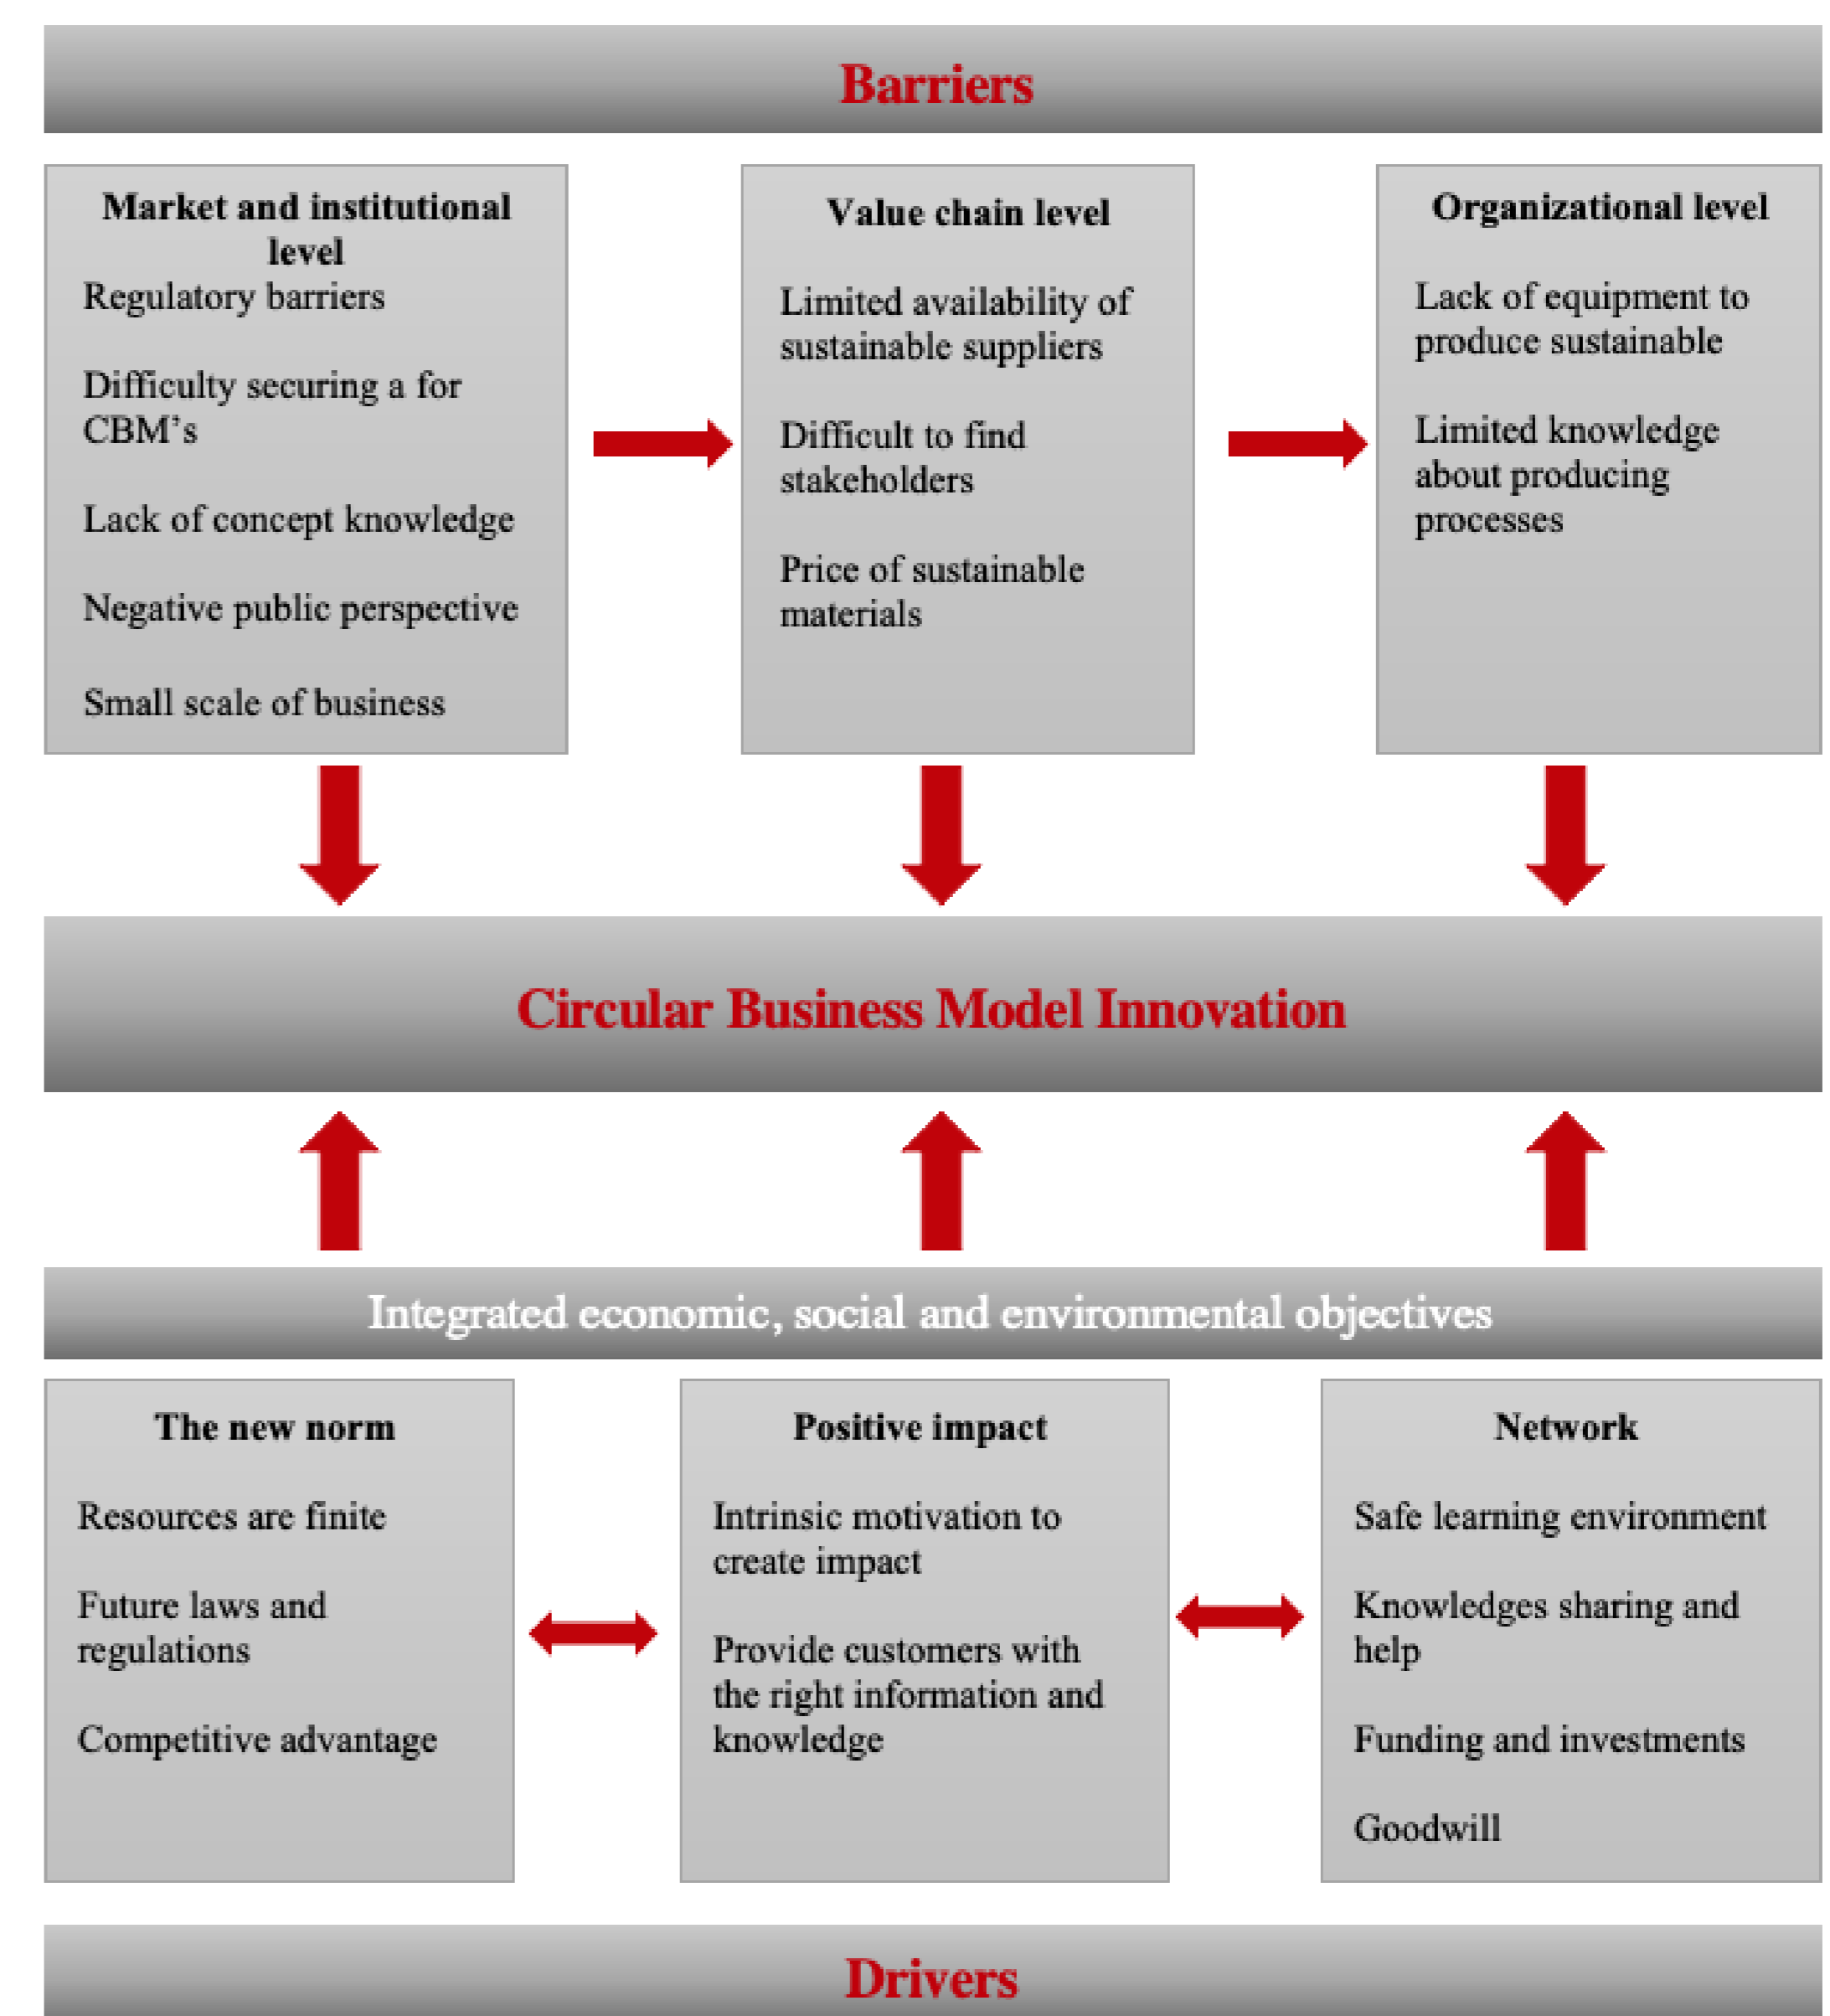 Barriers
Market and institutional
level
Regulatory barriers
Difficulty securing a for
CBM's
Lack of concept knowledge
Negative public perspective
Small scale of business
Value chain level
Limited availability of
sustainable suppliers
Difficult to find
stakeholders
Price of sustainable
materials
Organizational level
Lack of equipment to
produce sustainable
Limited knowledge
about producing
processes
Circular Business Model Innovation
Integrated economic, social and environmental objectives
The new norm
Resources are finite
Future laws and
regulations
Competitive advantage
Positive impact
Intrinsic motivation to
create impact
Provide customers with
the right information and
knowledge
Network
Safe learning environment
Knowledges sharing and
help
Funding and investments
Goodwill
Drivers